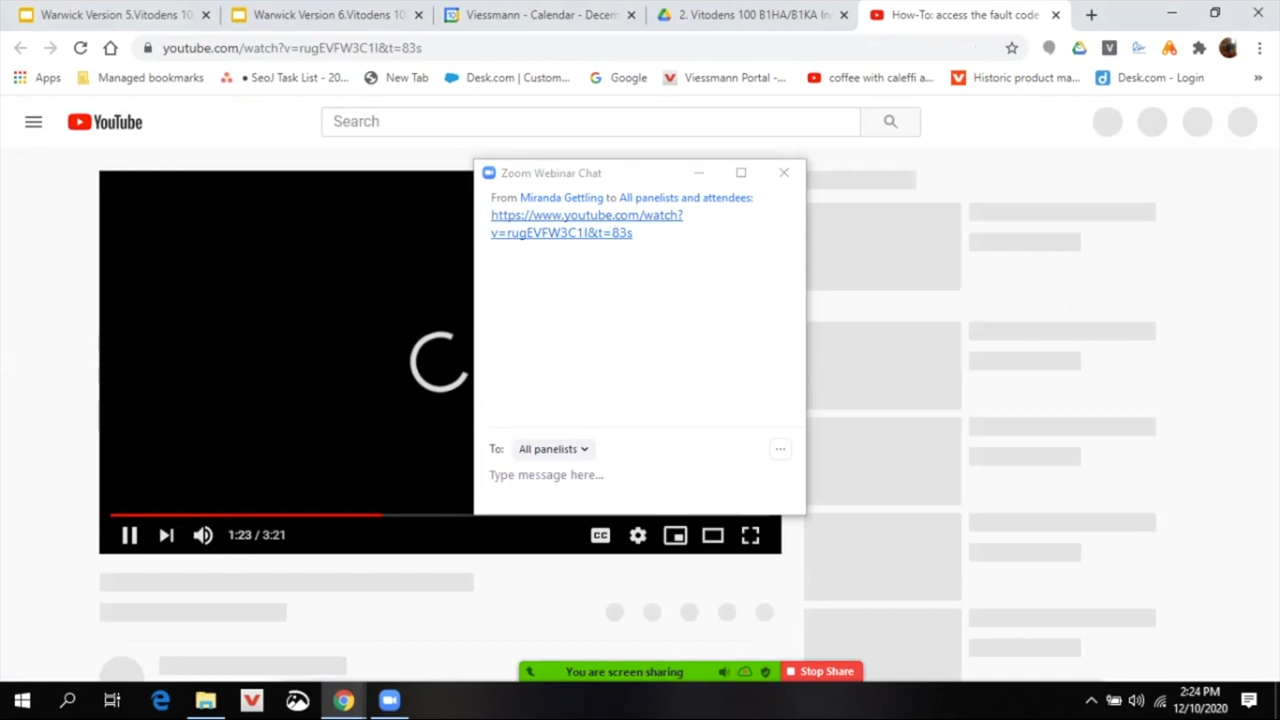 Warwick Version 5.Vitodens 10
Warwick Version 6.Vitodens 10
Viessmann - Calendar - Decem
2. Vitodens 100 B1HA/B1KA In
How-To: access the fault code
youtube.com/watch?v=rugEVFW3C1I&t=83s
Apps
Managed bookmarks
SeoJ Task List - 20...
New Tab
Desk.com | Custom...
Google
Viessmann Portal -...
coffee with caleffi a...
Historic product ma...
Desk.com - Login
YouTube
Search
Zoom Webinar Chat
From Miranda Gettling to All panelists and attendees:
https://www.youtube.com/watch?
v=rugEVFW3C1I&t=83s
To: All panelists
Type message here...
1:23 / 3:21
CC
You are screen sharing
Stop Share
2:24 PM
12/10/2020